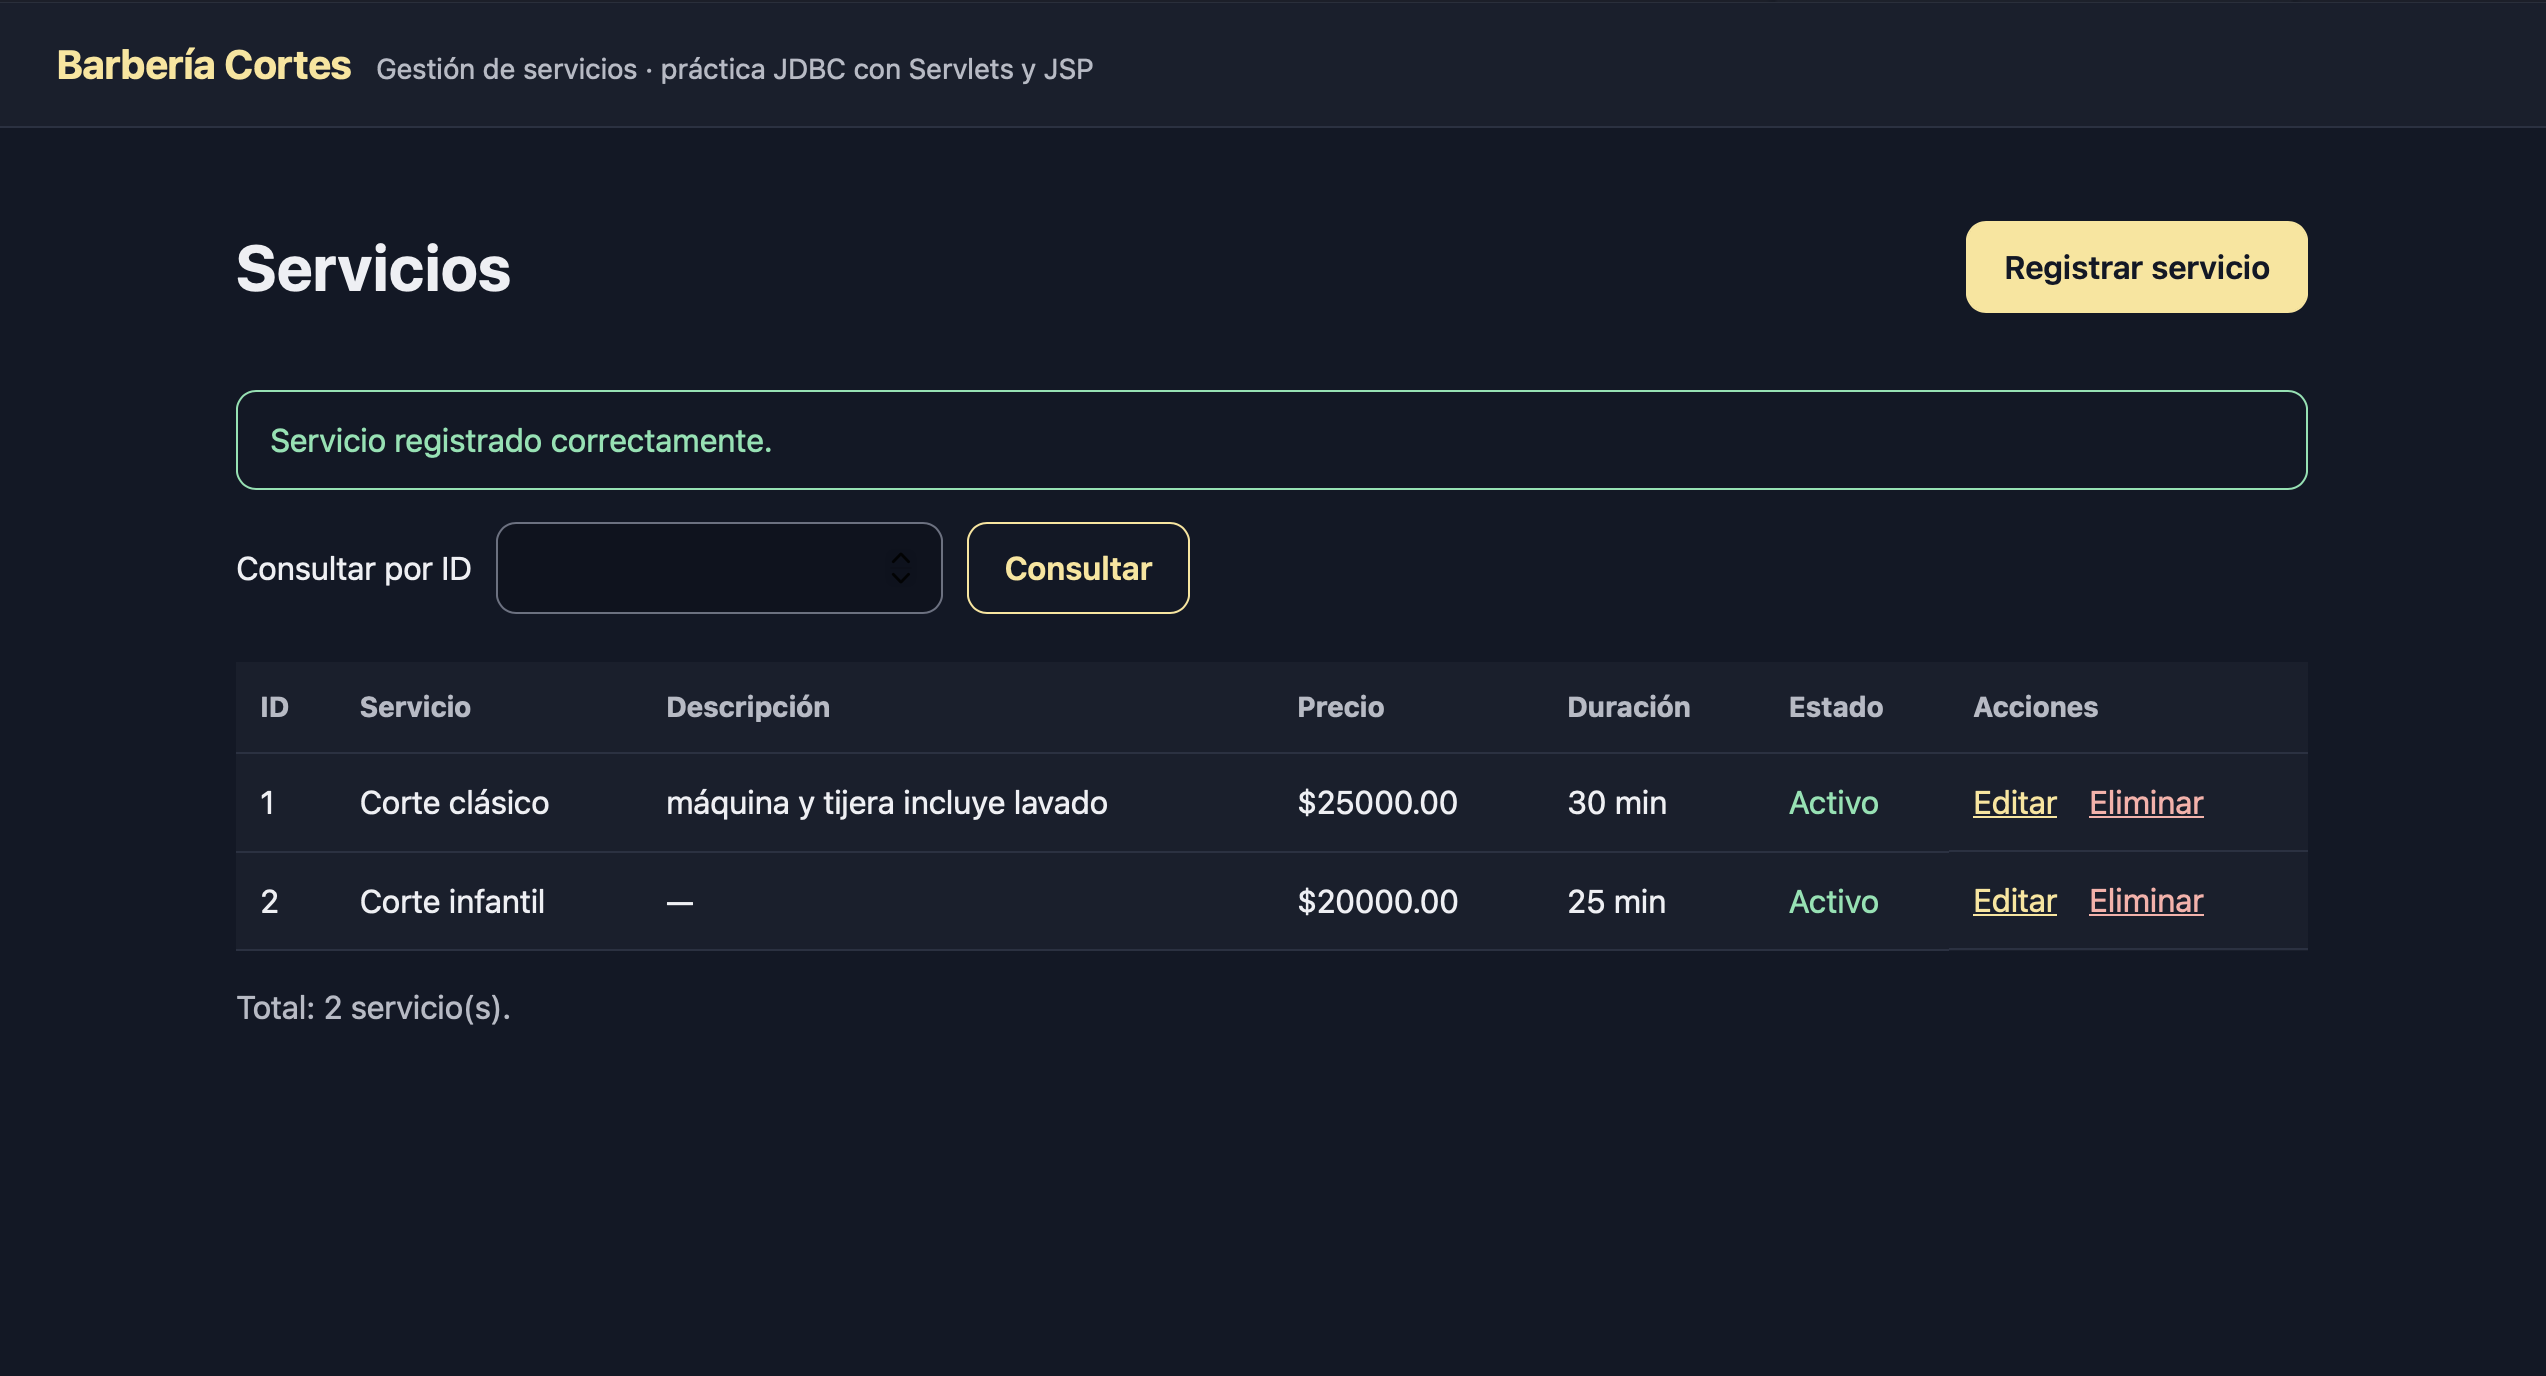 Barbería Cortes Gestión de servicios · práctica JDBC con Servlets y JSP
Servicios
Registrar servicio
Servicio registrado correctamente.
Consultar por ID Consultar
ID Servicio Descripción Precio Duración Estado Acciones
1 Corte clásico máquina y tijera incluye lavado $25000.00 30 min Activo Editar Eliminar
2 Corte infantil — $20000.00 25 min Activo Editar Eliminar
Total: 2 servicio(s).